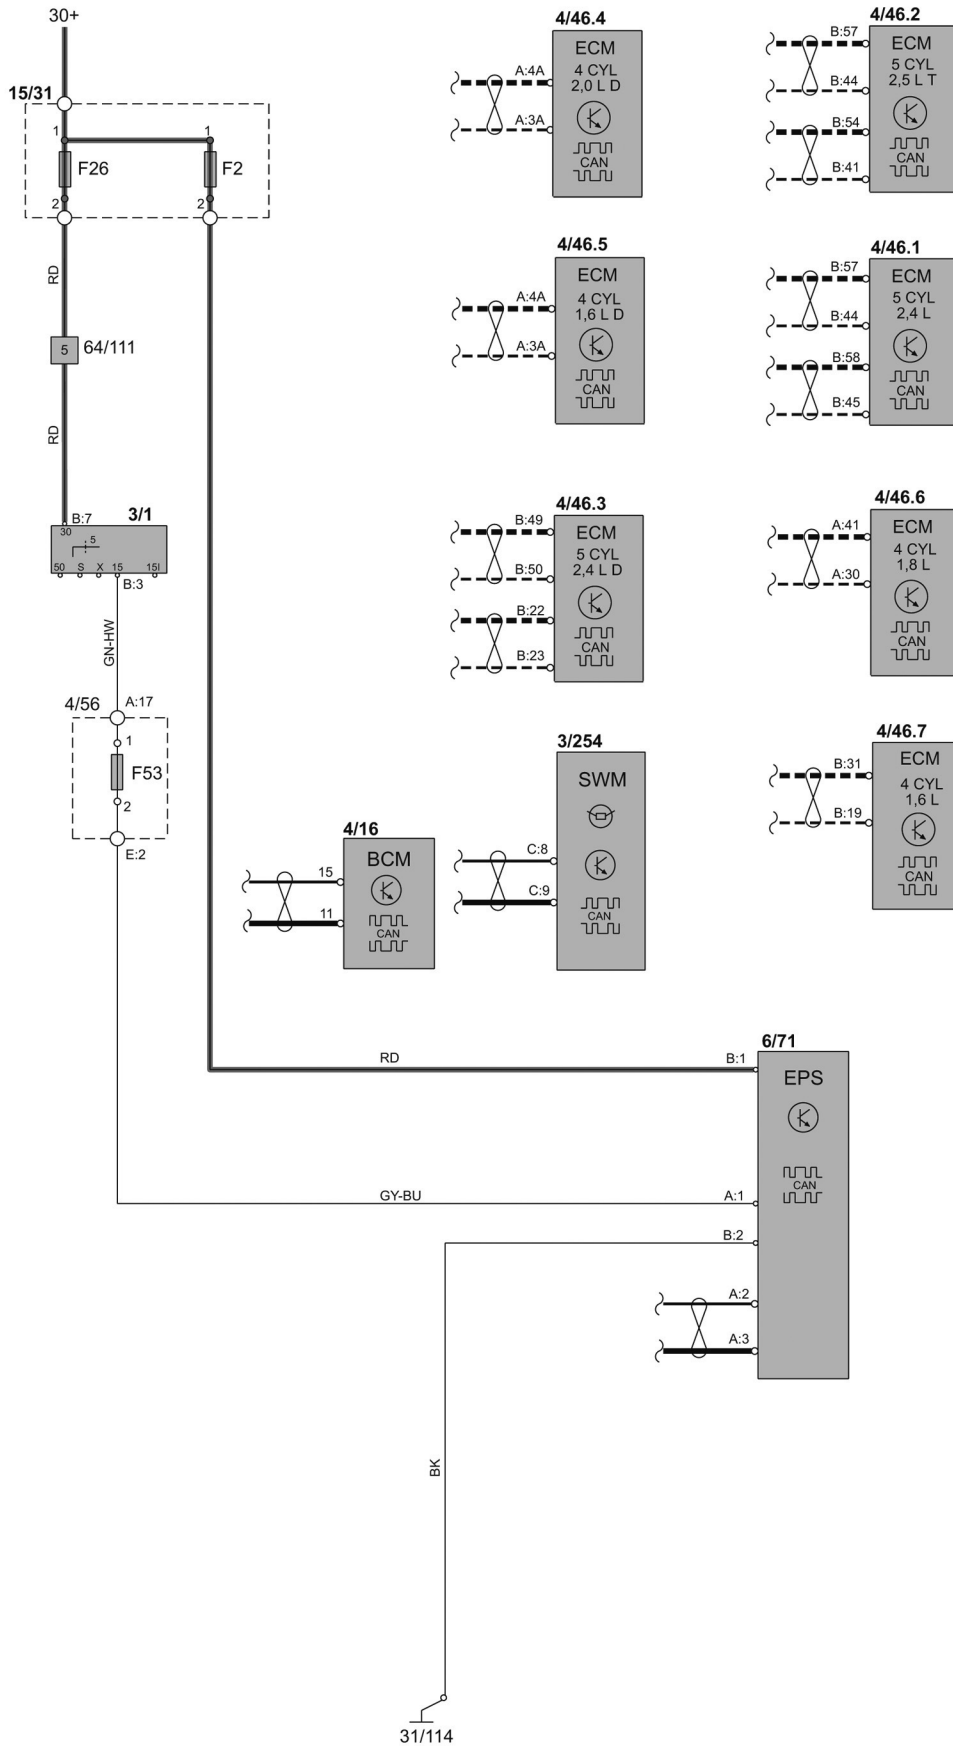 30+
15/31
1
1
F26
F2
2
2
RD
5
64/111
RD
B:7
3/1
30
5
50 S X 15 15I
B:3
GN-HW
4/56
A:17
1
F53
2
E:2
4/46.4
ECM
4 CYL
2,0 L D
CAN
A:4A
A:3A
4/46.2
ECM
5 CYL
2,5 L T
CAN
B:57
B:44
B:54
B:41
4/46.5
ECM
4 CYL
1,6 L D
CAN
A:4A
A:3A
4/46.1
ECM
5 CYL
2,4 L
CAN
B:57
B:44
B:58
B:45
4/46.3
ECM
5 CYL
2,4 L D
CAN
B:49
B:50
B:22
B:23
4/46.6
ECM
4 CYL
1,8 L
CAN
A:41
A:30
3/254
SWM
CAN
C:8
C:9
4/46.7
ECM
4 CYL
1,6 L
CAN
B:31
B:19
4/16
BCM
CAN
15
11
6/71
EPS
CAN
RD
B:1
GY-BU
A:1
B:2
A:2
A:3
BK
31/114